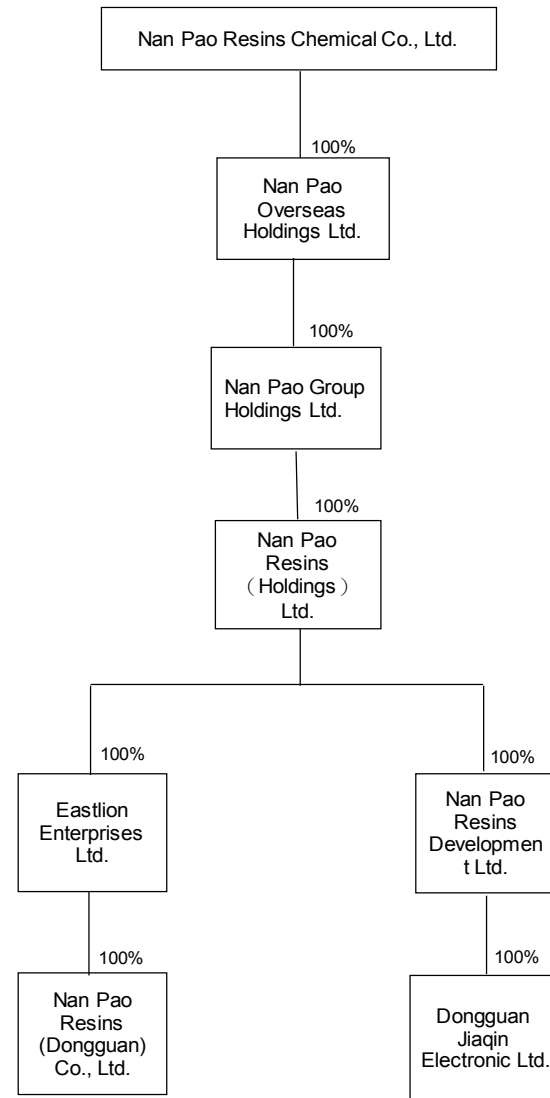 Nan Pao Resins Chemical Co., Ltd.
100%
Nan Pao
Overseas
Holdings Ltd.
100%
Nan Pao Group
Holdings Ltd.
100%
Nan Pao
Resins
（Holdings）
Ltd.
100%
Eastlion
Enterprises
Ltd.
100%
Nan Pao
Resins
Developmen
t Ltd.
100%
Nan Pao
Resins
(Dongguan)
Co., Ltd.
100%
Dongguan
Jiaqin
Electronic Ltd.